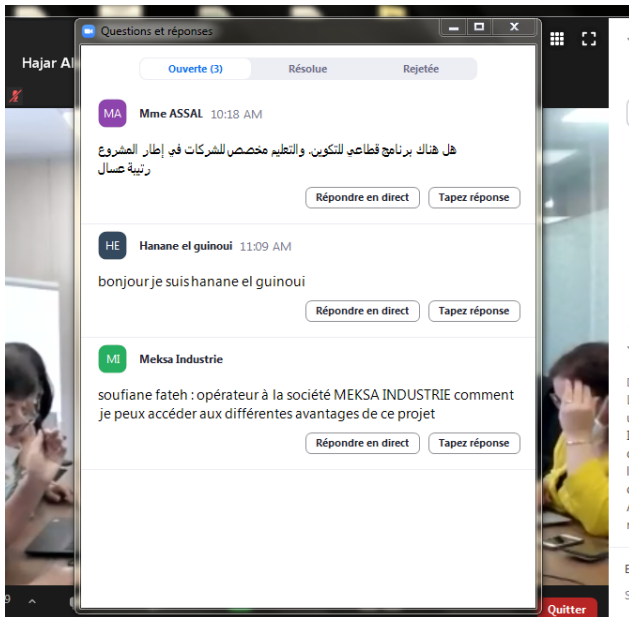 Questions et réponses
Hajar Al
Ouverte (3)
Résolue
Rejetée
MA
Mme ASSAL 10:18 AM
هل هناك برنامج قطاعي للتكوين. والتعليم مخصص للشركات في إطار المشروع
رتيبة عسال
Répondre en direct
Tapez réponse
HE
Hanane el guinoui 11:09 AM
bonjour je suis hanane el guinoui
Répondre en direct
Tapez réponse
MI
Meksa Industrie
soufiane fateh : opérateur à la société MEKSA INDUSTRIE comment
je peux accéder aux différentes avantages de ce projet
Répondre en direct
Tapez réponse
Quitter